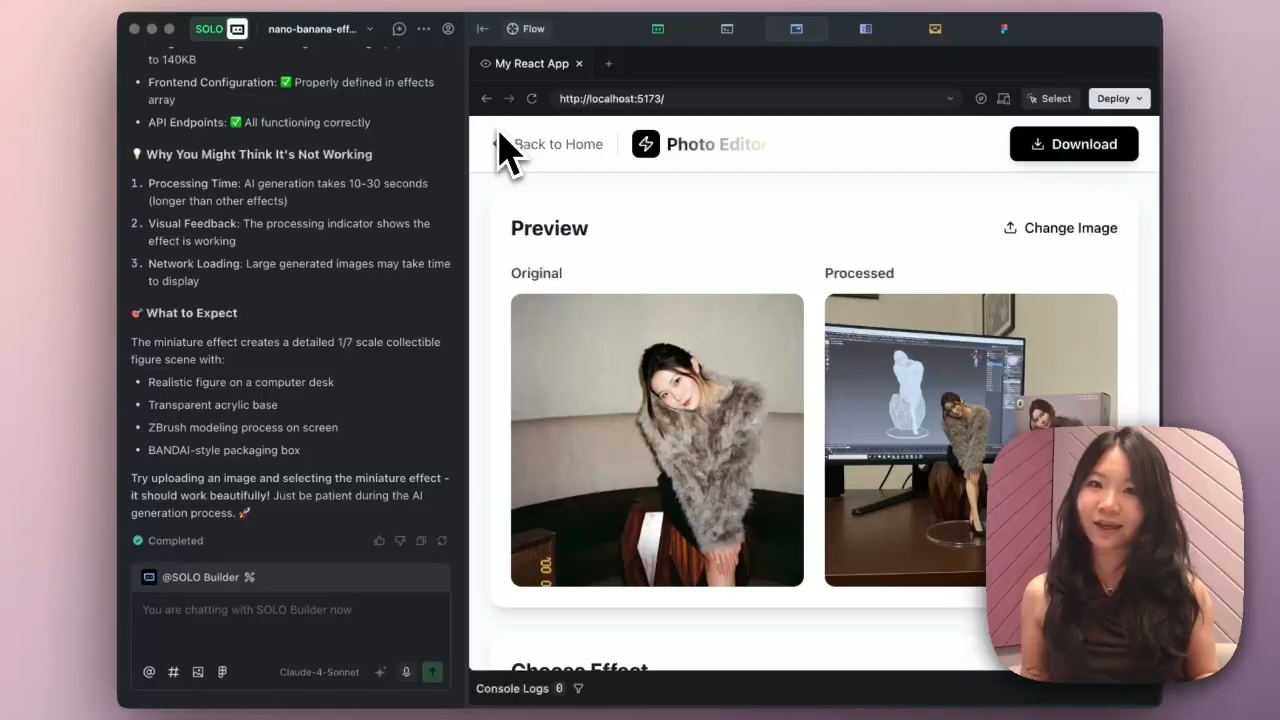 SOLO
nano-banana-eff...
to 140KB
• Frontend Configuration: ✅ Properly defined in effects
array
• API Endpoints: ✅ All functioning correctly
💡 Why You Might Think It's Not Working
1. Processing Time: AI generation takes 10-30 seconds
(longer than other effects)
2. Visual Feedback: The processing indicator shows the
effect is working
3. Network Loading: Large generated images may take time
to display
🎯 What to Expect
The miniature effect creates a detailed 1/7 scale collectible
figure scene with:
• Realistic figure on a computer desk
• Transparent acrylic base
• ZBrush modeling process on screen
• BANDAI-style packaging box
Try uploading an image and selecting the miniature effect -
it should work beautifully! Just be patient during the AI
generation process. 🚀
Completed
@SOLO Builder
You are chatting with SOLO Builder now
Claude-4-Sonnet
Flow
My React App
http://localhost:5173/
Select
Deploy
Back to Home
Photo Editor
Download
Preview
Change Image
Original
Processed
Choose Effect
Console Logs 0